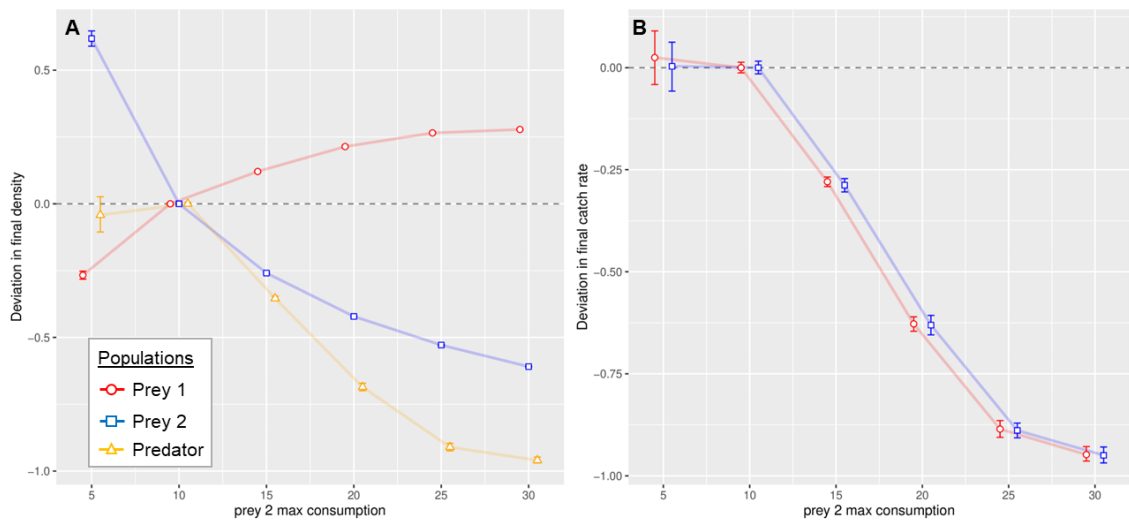 A
Deviation in final density
0.5
0.0
−0.5
−1.0
Populations
Prey 1
Prey 2
Predator
5 10 15 20 25 30
prey 2 max consumption
B
Deviation in final catch rate
0.00
−0.25
−0.50
−0.75
−1.00
5 10 15 20 25 30
prey 2 max consumption